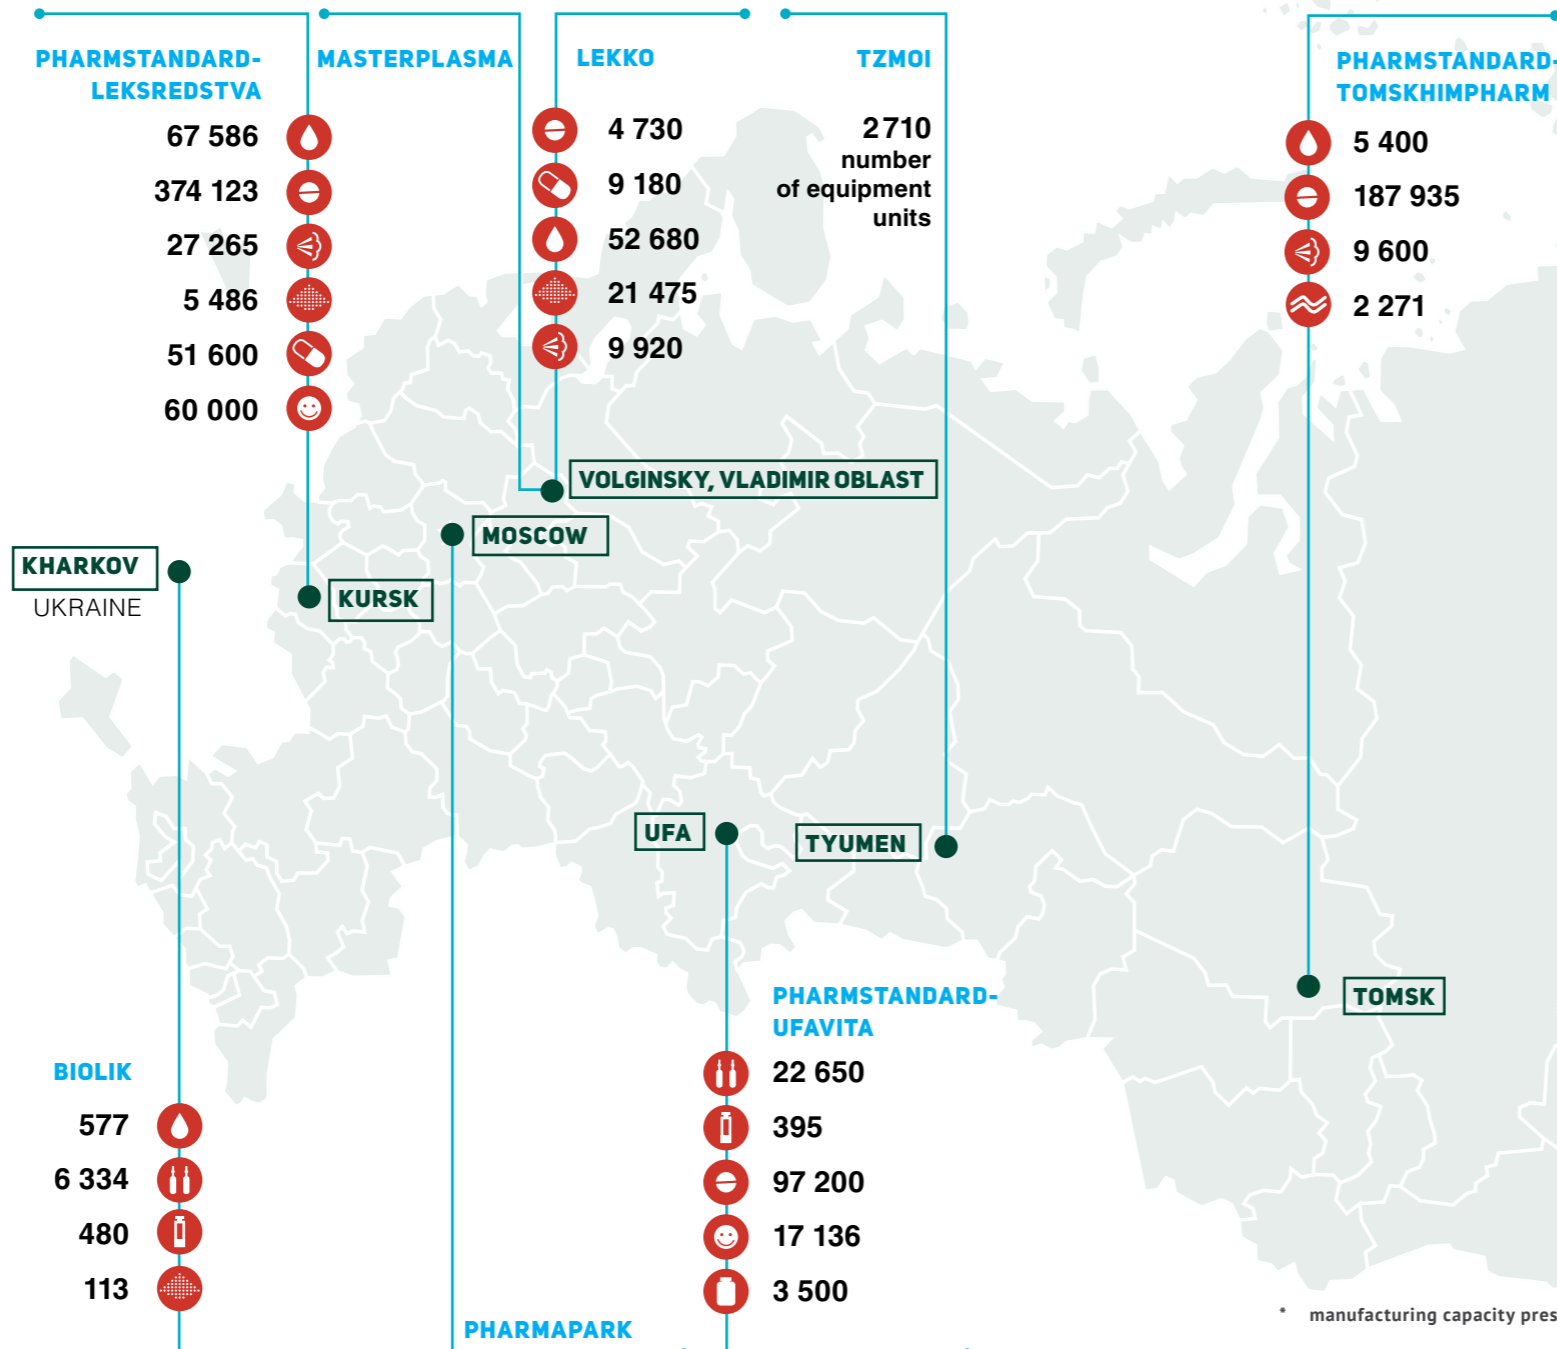 PHARMSTANDARD-
LEKSREDSTVA
67 586
374 123
27 265
5 486
51 600
60 000
MASTERPLASMA
LEKKO
4 730
9 180
52 680
21 475
9 920
TZMOI
2 710
number
of equipment
units
PHARMSTANDARD-
TOMSKHIMPHARM
5 400
187 935
9 600
2 271
VOLGINSKY, VLADIMIR OBLAST
MOSCOW
KHARKOV
UKRAINE
KURSK
UFA
TYUMEN
TOMSK
PHARMSTANDARD-
UFAVITA
22 650
395
97 200
17 136
3 500
BIOLIK
577
6 334
480
113
PHARMAPARK
* manufacturing capacity pres